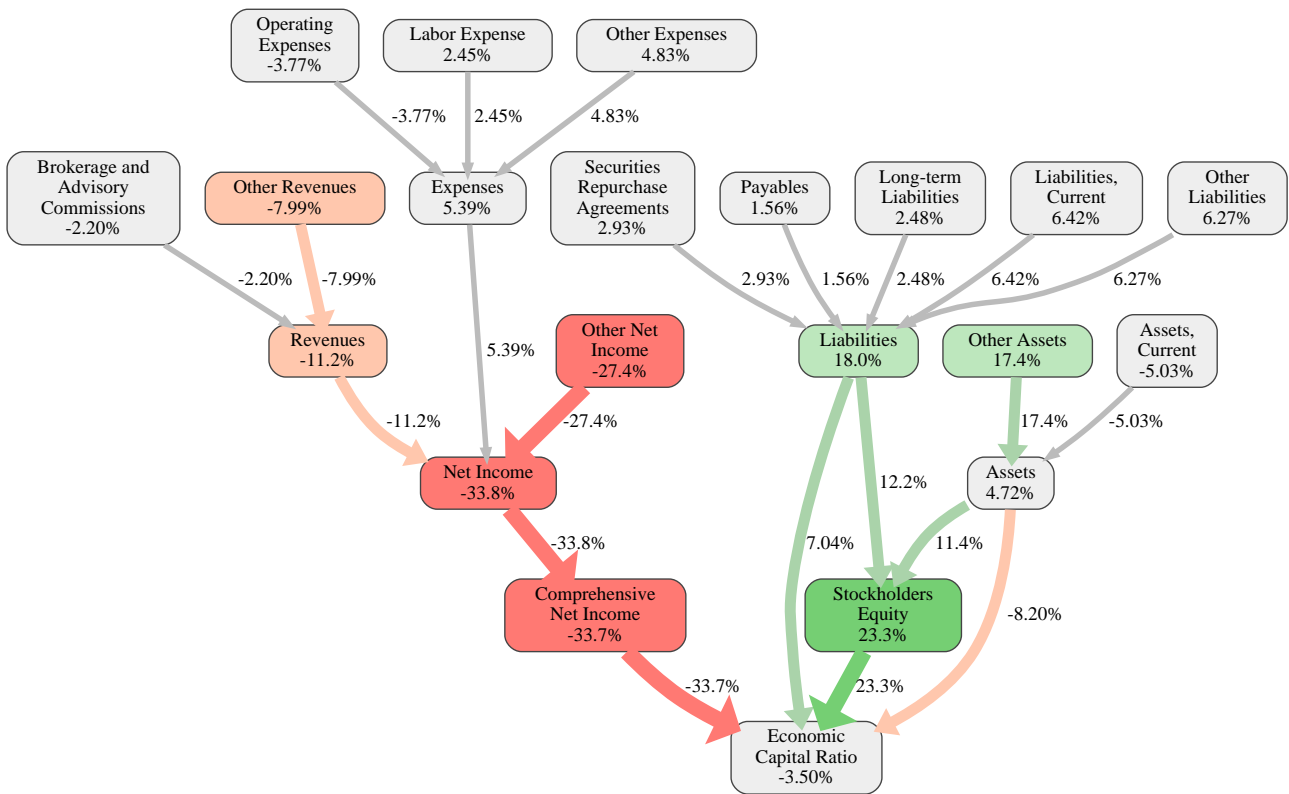 Operating
Expenses
-3.77%
Labor Expense
2.45%
Other Expenses
4.83%
-3.77%
2.45%
4.83%
Brokerage and
Advisory
Commissions
-2.20%
Other Revenues
-7.99%
Expenses
5.39%
Securities
Repurchase
Agreements
2.93%
Payables
1.56%
Long-term
Liabilities
2.48%
Liabilities,
Current
6.42%
Other
Liabilities
6.27%
-2.20%
-7.99%
2.93%
1.56%
2.48%
6.42%
6.27%
Revenues
-11.2%
5.39%
Other Net
Income
-27.4%
Liabilities
18.0%
Other Assets
17.4%
Assets,
Current
-5.03%
-11.2%
-27.4%
17.4%
-5.03%
Net Income
-33.8%
12.2%
Assets
4.72%
-33.8%
7.04%
11.4%
Comprehensive
Net Income
-33.7%
Stockholders
Equity
23.3%
-8.20%
-33.7%
23.3%
Economic
Capital Ratio
-3.50%